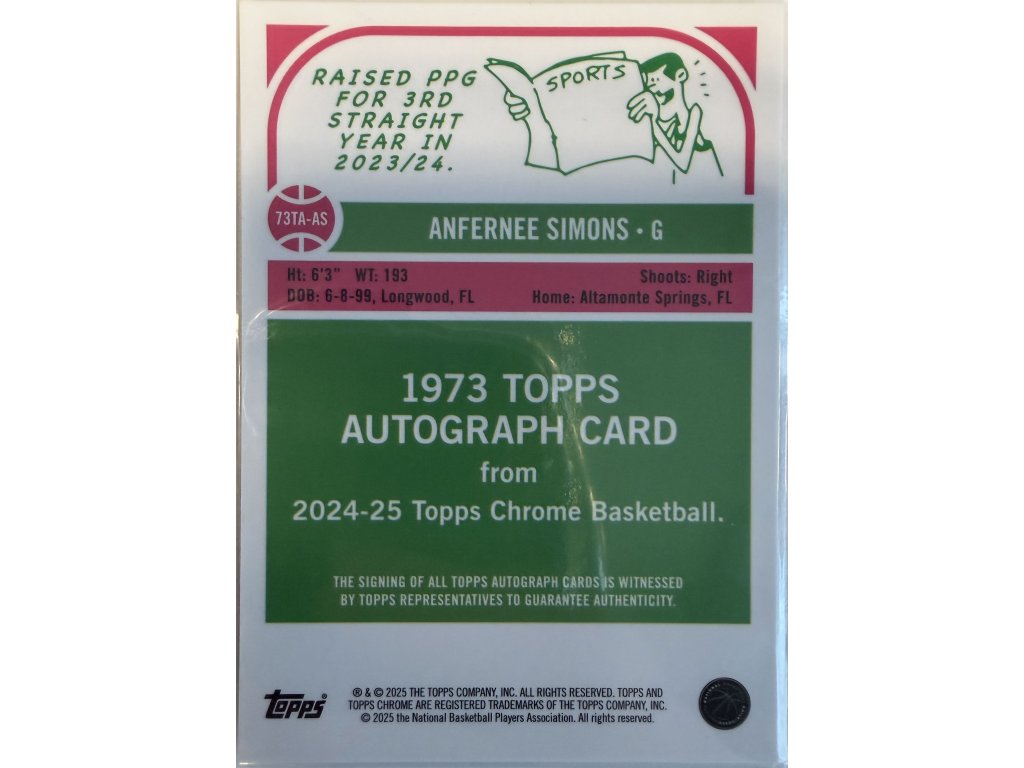 RAISED PPG
FOR 3RD
STRAIGHT
YEAR IN
2023/24.
SPORTS
73TA-AS
ANFERNEE SIMONS • G
Ht: 6'3" WT: 193
Shoots: Right
DOB: 6-8-99, Longwood, FL
Home: Altamonte Springs, FL
1973 TOPPS
AUTOGRAPH CARD
from
2024-25 Topps Chrome Basketball.
THE SIGNING OF ALL TOPPS AUTOGRAPH CARDS IS WITNESSED
BY TOPPS REPRESENTATIVES TO GUARANTEE AUTHENTICITY.
topps®
® & © 2025 THE TOPPS COMPANY, INC. ALL RIGHTS RESERVED. TOPPS AND
TOPPS CHROME ARE REGISTERED TRADEMARKS OF THE TOPPS COMPANY, INC.
© 2025 the National Basketball Players Association. All rights reserved.